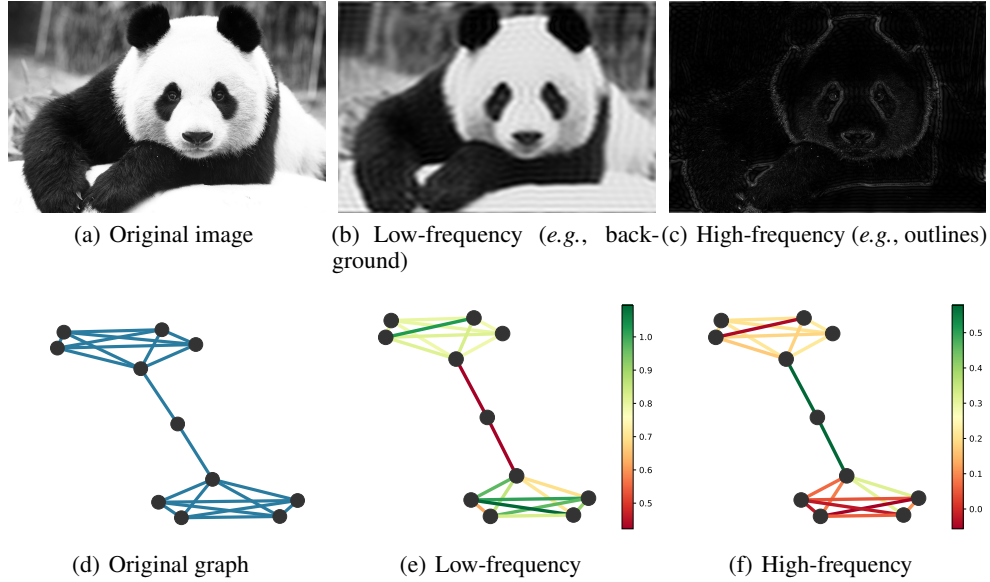 (a) Original image
(b) Low-frequency (e.g., back-
ground)
(c) High-frequency (e.g., outlines)
1.0
0.9
0.8
0.7
0.6
0.5
0.5
0.4
0.3
0.2
0.1
0.0
(d) Original graph
(e) Low-frequency
(f) High-frequency